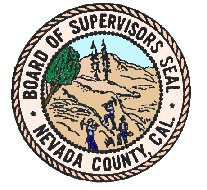 BOARD OF SUPERVISORS SEAL
NEVADA COUNTY, CAL.